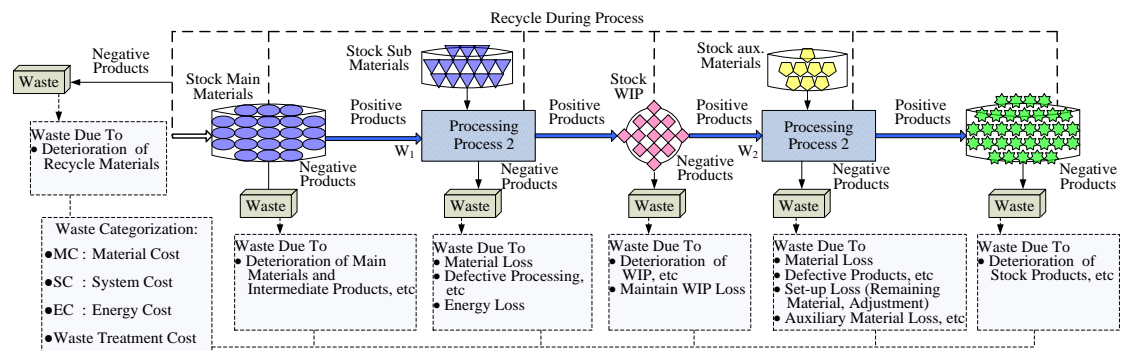 Recycle During Process
Negative
Products
Waste
Stock Main
Materials
Stock Sub
Materials
Stock
WIP
Stock aux.
Materials
Positive
Products
W1
Processing
Process 2
Positive
Products
Positive
Products
W2
Processing
Process 2
Positive
Products
Waste Due To
● Deterioration of
Recycle Materials
Negative
Products
Negative
Products
Negative
Products
Negative
Products
Negative
Products
Waste
Waste
Waste
Waste
Waste
Waste Categorization:
●MC : Material Cost
●SC : System Cost
●EC : Energy Cost
●Waste Treatment Cost
Waste Due To
● Deterioration of Main
Materials and
Intermediate Products, etc
Waste Due To
● Material Loss
● Defective Processing,
etc
● Energy Loss
Waste Due To
● Deterioration of
WIP, etc
● Maintain WIP Loss
Waste Due To
● Material Loss
● Defective Products, etc
● Set-up Loss (Remaining
Material, Adjustment)
● Auxiliary Material Loss, etc
Waste Due To
● Deterioration of
Stock Products, etc